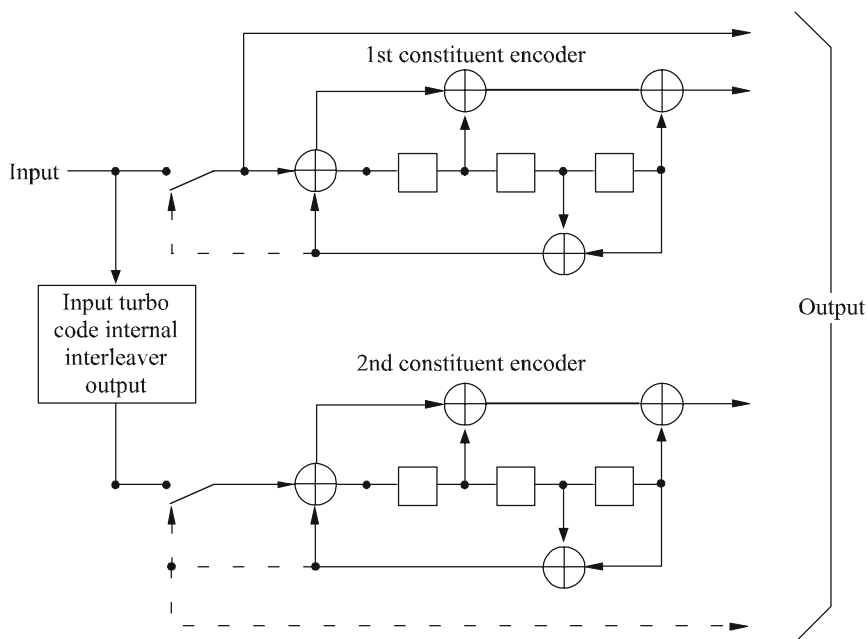 1st constituent encoder
Input
Input turbo
code internal
interleaver
output
Output
2nd constituent encoder